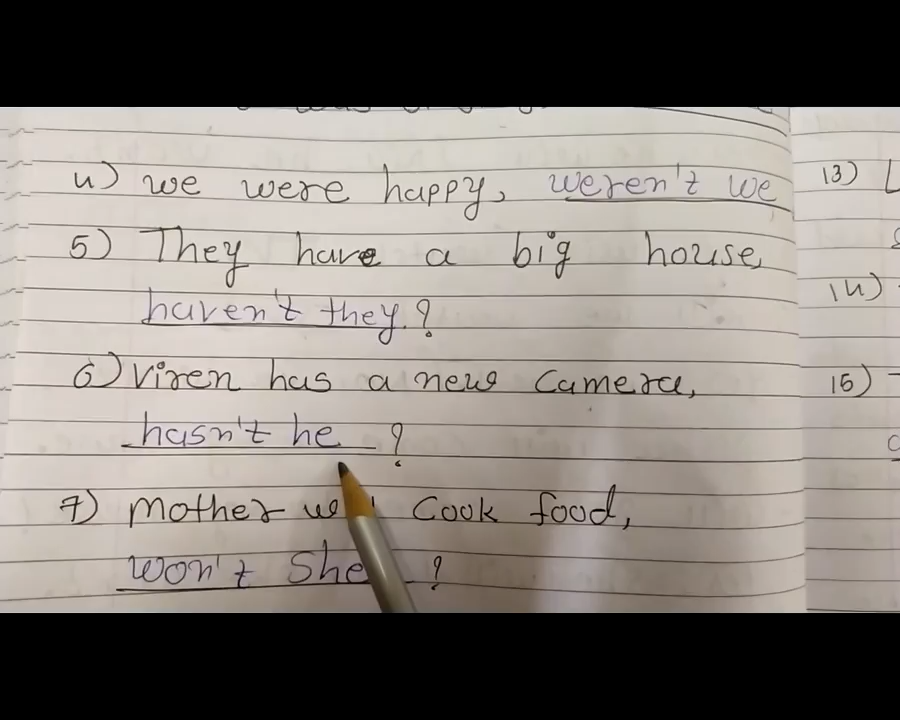 4) we were happy, weren't we
5) They have a big house,
haven't they.?
6) Viren has a new camera,
hasn't he ?
7) Mother Cook food,
won't She ?
13)
14)
15)